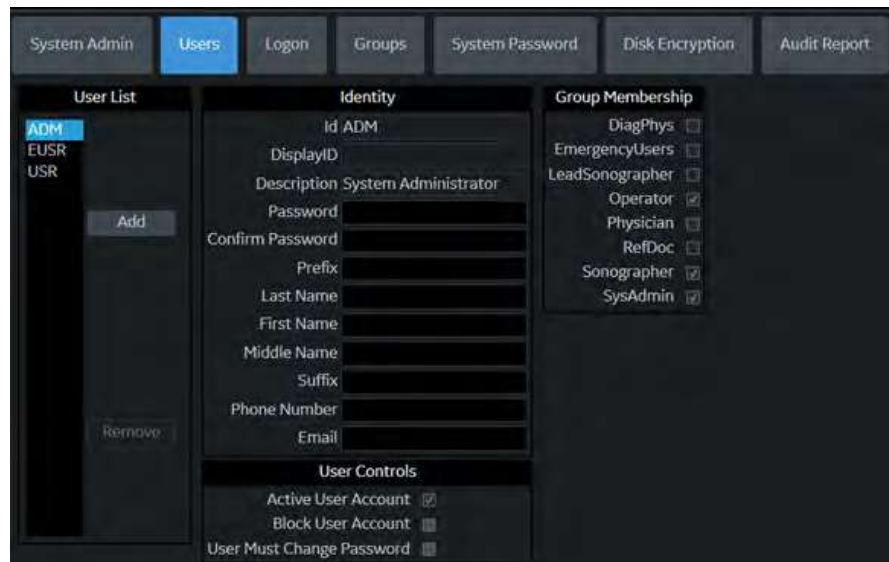 System Admin
Users
Logon
Groups
System Password
Disk Encryption
Audit Report
User List
ADM
EUSR
USR
Add
Remove
Identity
Id ADM
DisplayID
Description System Administrator
Password
Confirm Password
Prefix
Last Name
First Name
Middle Name
Suffix
Phone Number
Email
User Controls
Active User Account
Block User Account
User Must Change Password
Group Membership
DiagPhys
EmergencyUsers
LeadSonographer
Operator
Physician
RefDoc
Sonographer
SysAdmin